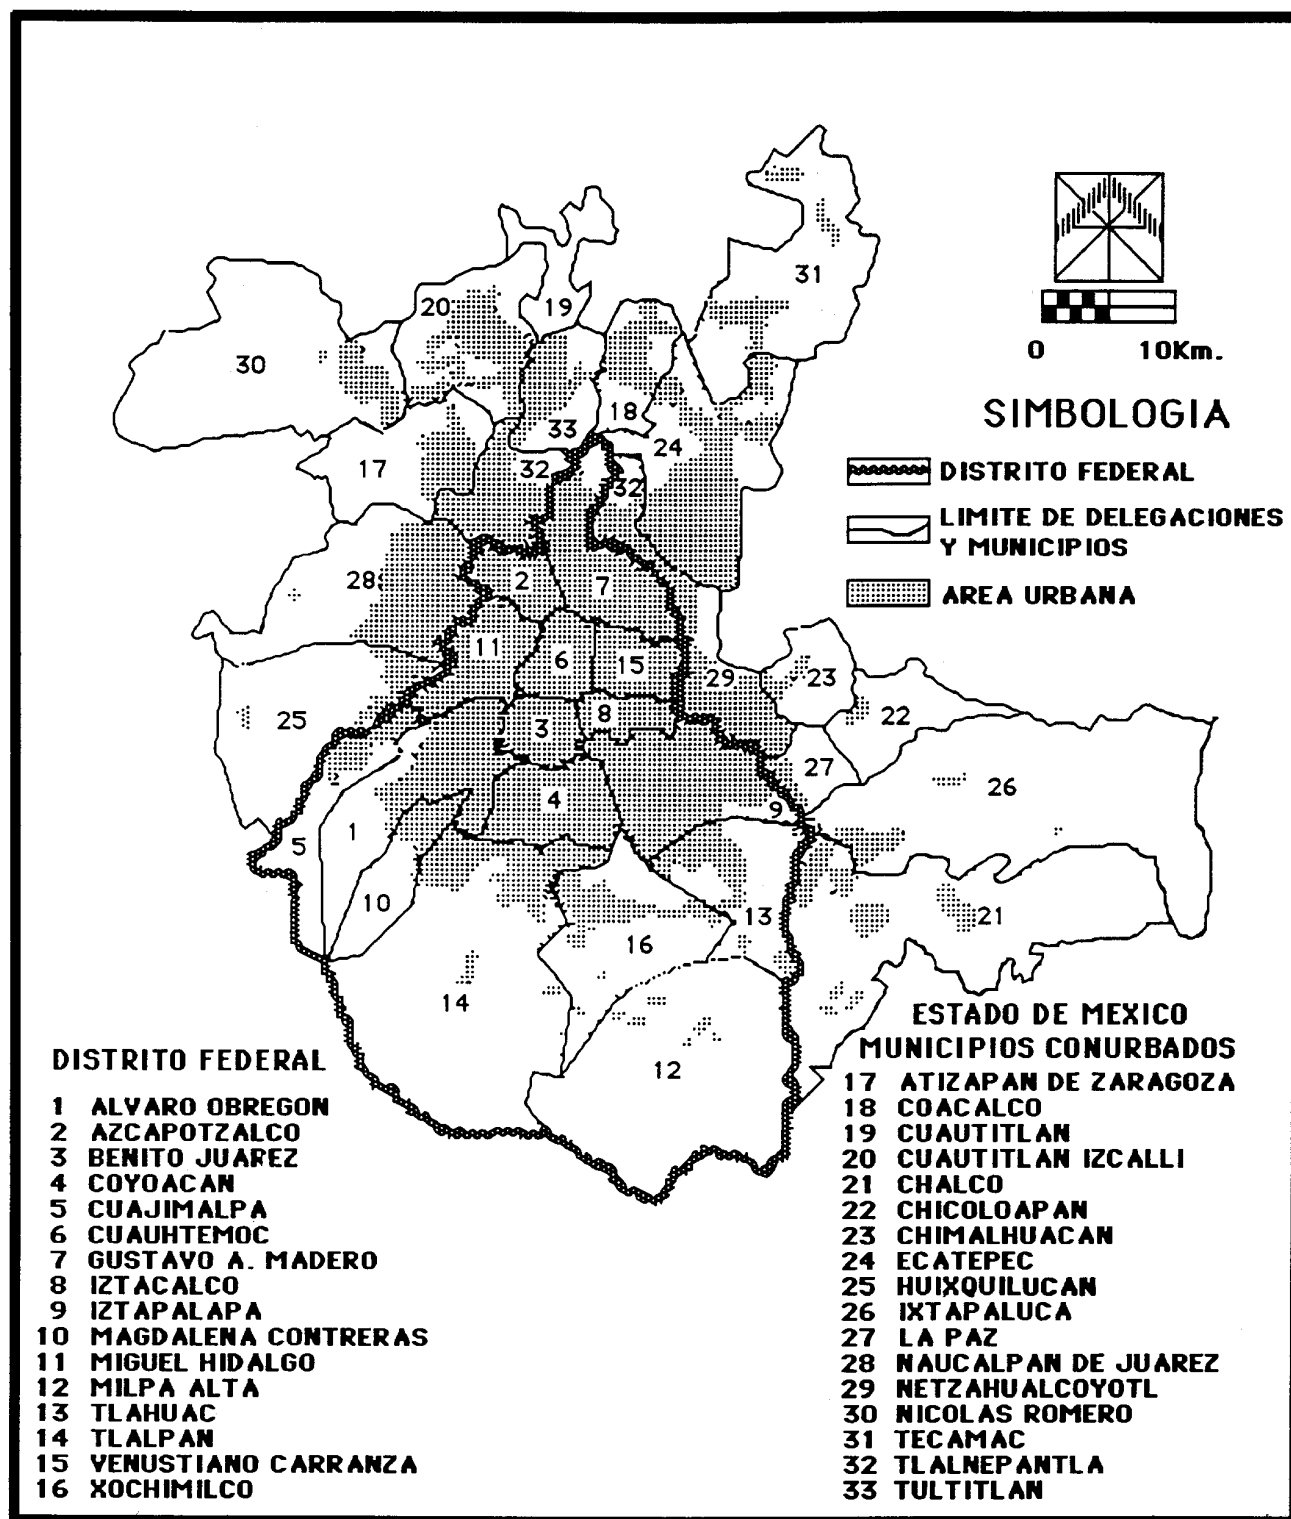 31
20
19
30
0 10Km.
SIMBOLOGIA
18
33
24
17
32
32
DISTRITO FEDERAL
LIMITE DE DELEGACIONES
Y MUNICIPIOS
28
2
7
AREA URBANA
11
6
15
29
23
25
3
8
22
27
26
4
9
1
5
10
13
21
16
14
12
DISTRITO FEDERAL
1 ALVARO OBREGON
2 AZCAPOTZALCO
3 BENITO JUAREZ
4 COYOACAN
5 CUAJIMALPA
6 CUAUHTEMOC
7 GUSTAVO A. MADERO
8 IZTACALCO
9 IZTAPALAPA
10 MAGDALENA CONTRERAS
11 MIGUEL HIDALGO
12 MILPA ALTA
13 TLAHUAC
14 TLALPAN
15 VENUSTIANO CARRANZA
16 XOCHIMILCO
ESTADO DE MEXICO
MUNICIPIOS CONURBADOS
17 ATIZAPAN DE ZARAGOZA
18 COACALCO
19 CUAUTITLAN
20 CUAUTITLAN IZCALLI
21 CHALCO
22 CHICOLOAPAN
23 CHIMALHUACAN
24 ECATEPEC
25 HUIXQUILUCAN
26 IXTAPALUCA
27 LA PAZ
28 NAUCALPAN DE JUAREZ
29 NETZAHUALCOYOTL
30 NICOLAS ROMERO
31 TECAMAC
32 TLALNEPANTLA
33 TULTITLAN